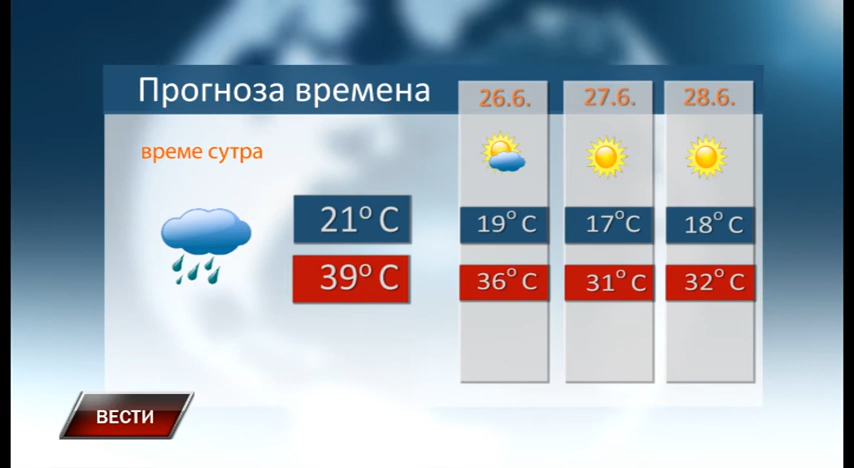 Прогноза времена
време сутра
21° C
39° C
26.6.
19° C
36° C
27.6.
17°C
31° C
28.6.
18° C
32° C
ВЕСТИ